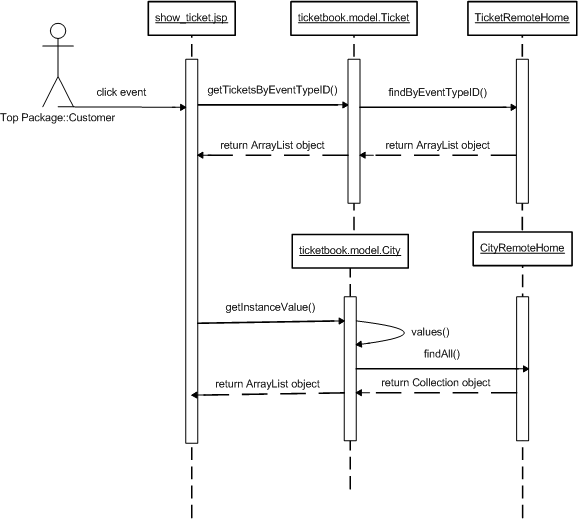 show_ticket.jsp
ticketbook.model.Ticket
TicketRemoteHome
click event
getTicketsByEventTypeID()
findByEventTypeID()
Top Package::Customer
return ArrayList object
return ArrayList object
ticketbook.model.City
CityRemoteHome
getInstanceValue()
values()
findAll()
return ArrayList object
return Collection object